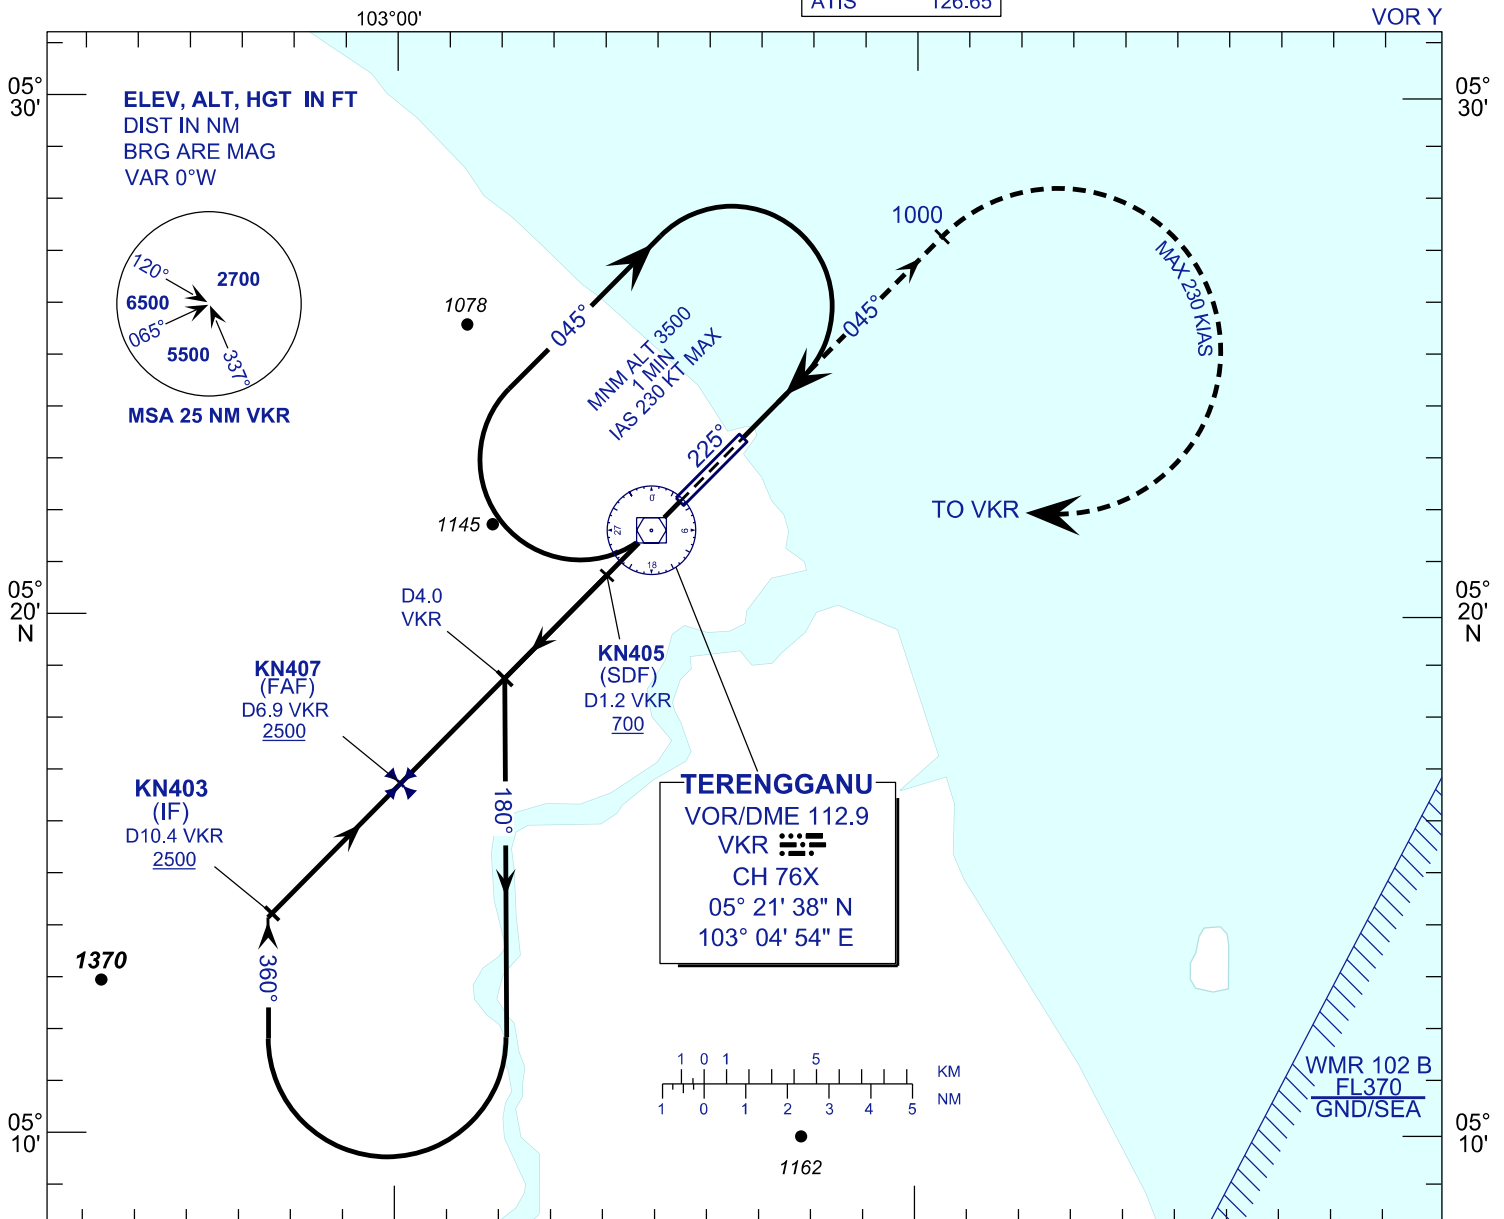 ATIS 126.65
VOR Y
103°00'
05°
30'
05°
30'
ELEV, ALT, HGT IN FT
DIST IN NM
BRG ARE MAG
VAR 0°W
120°
2700
6500
065°
5500
337°
MSA 25 NM VKR
1078
1145
045°
MNM ALT 3500
1 MIN
IAS 230 KT MAX
225°
1000
045°
MAX 230 KIAS
TO VKR
0
9
18
27
05°
20'
N
05°
20'
N
D4.0
VKR
KN405
(SDF)
D1.2 VKR
700
KN407
(FAF)
D6.9 VKR
2500
KN403
(IF)
D10.4 VKR
2500
180°
360°
1370
TERENGGANU
VOR/DME 112.9
VKR
CH 76X
05° 21' 38" N
103° 04' 54" E
1 0 1 5 KM
1 0 1 2 3 4 5 NM
1162
WMR 102 B
FL370
GND/SEA
05°
10'
05°
10'